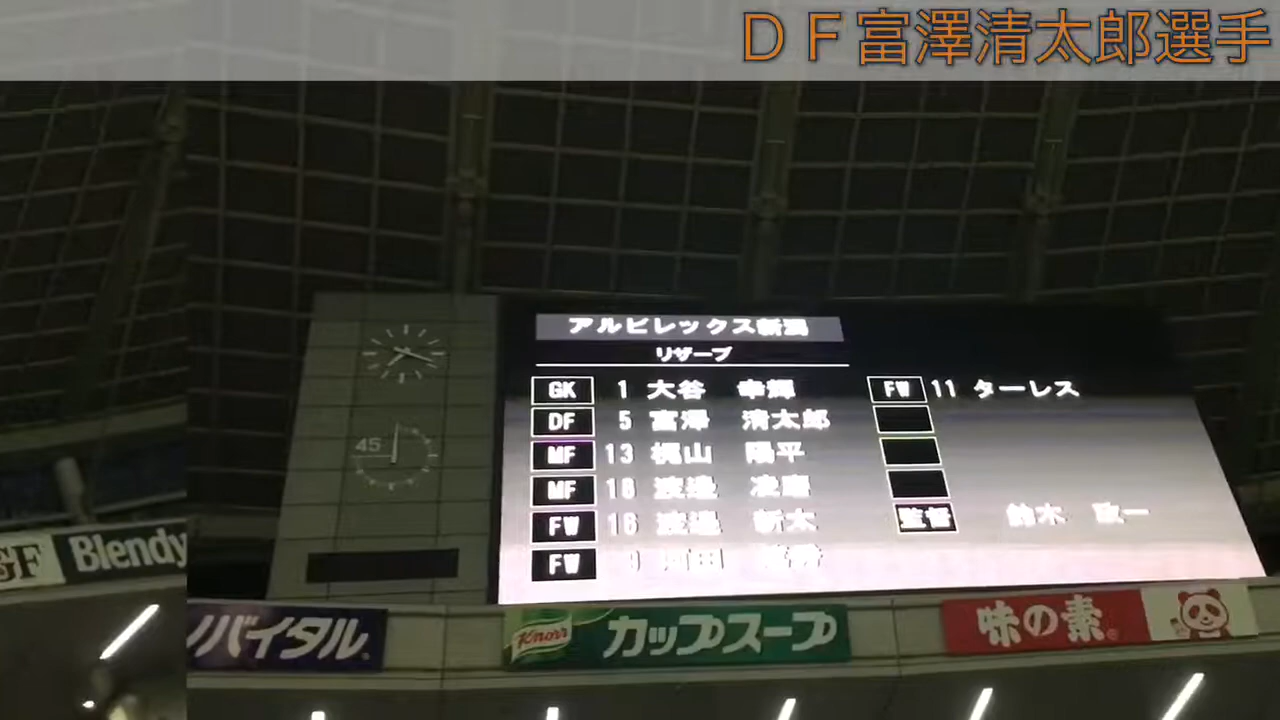 ＤＦ富澤清太郎選手
アルビレックス新潟
リザーブ
GK 1 大谷 幸輝
DF 5 富澤 清太郎
MF 13 梶山 陽平
MF 18 渡邉 凌磨
FW 16 渡邉 新太
FW 9
FW 11 ターレス
監督 鈴木 政一
45
GF Blendy
バイタル
Knorr カップスープ
味の素